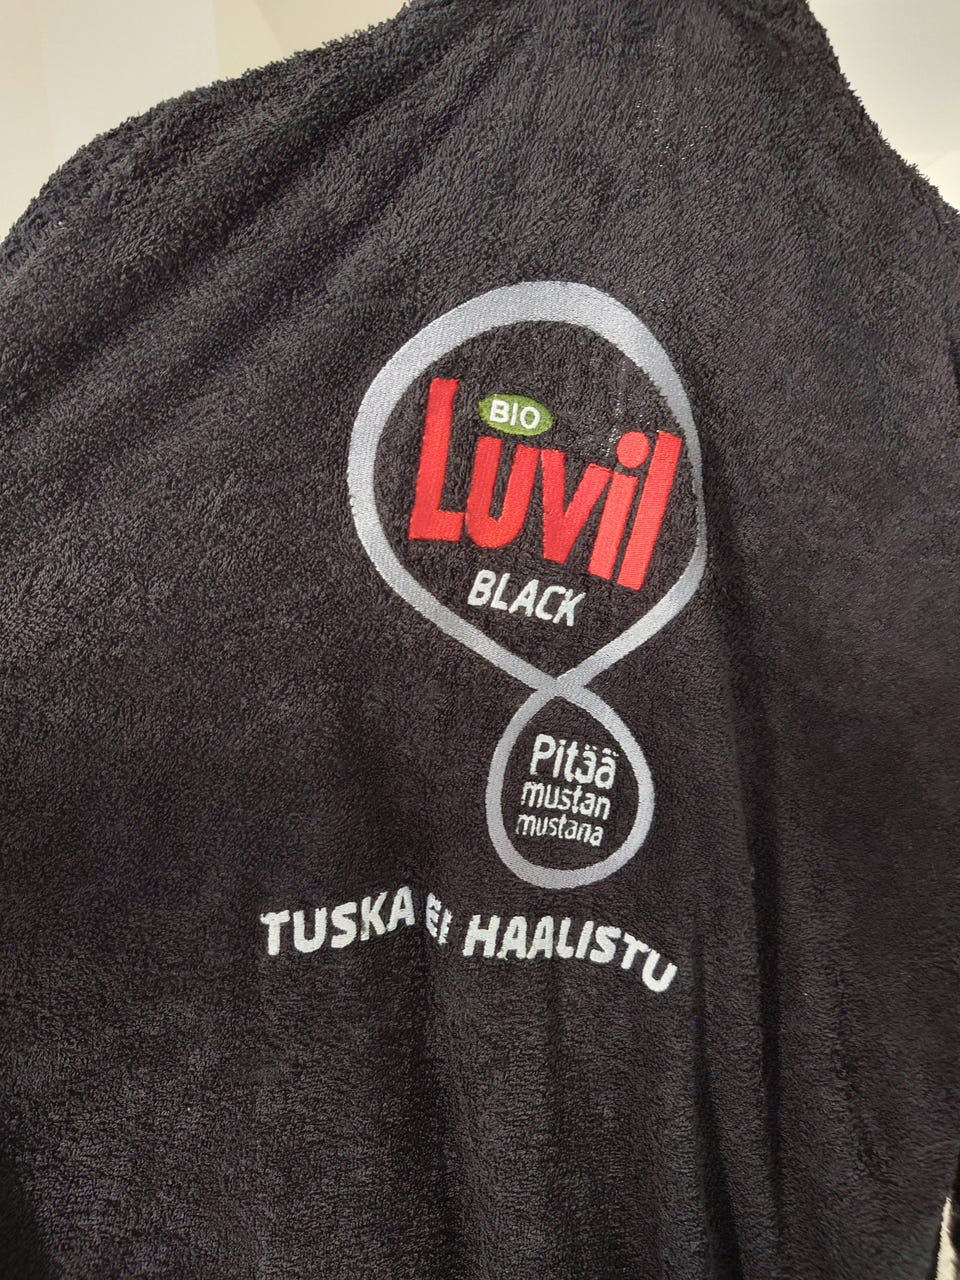 BIO
Luvil
BLACK
Pitää
mustan
mustana
TUSKA EI HAALISTU